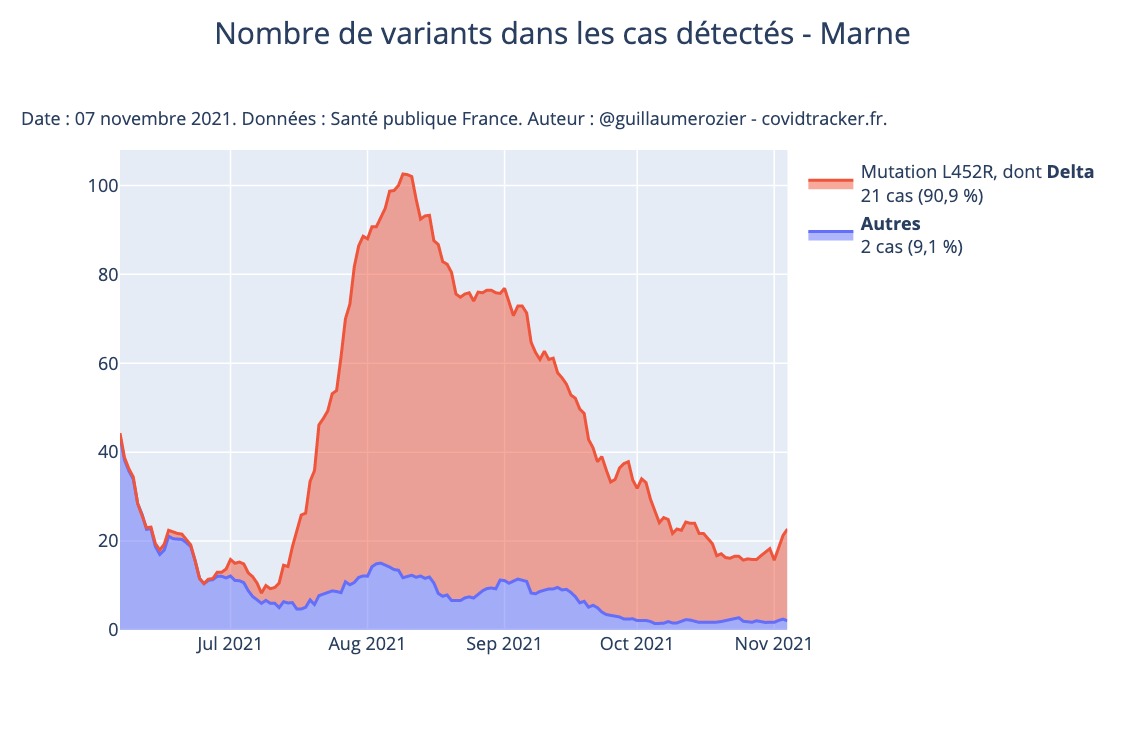 Nombre de variants dans les cas détectés - Marne
Date : 07 novembre 2021. Données : Santé publique France. Auteur : @guillaumerozier - covidtracker.fr.
Mutation L452R, dont Delta
21 cas (90,9 %)
Autres
2 cas (9,1 %)
100
80
60
40
20
0
Jul 2021
Aug 2021
Sep 2021
Oct 2021
Nov 2021